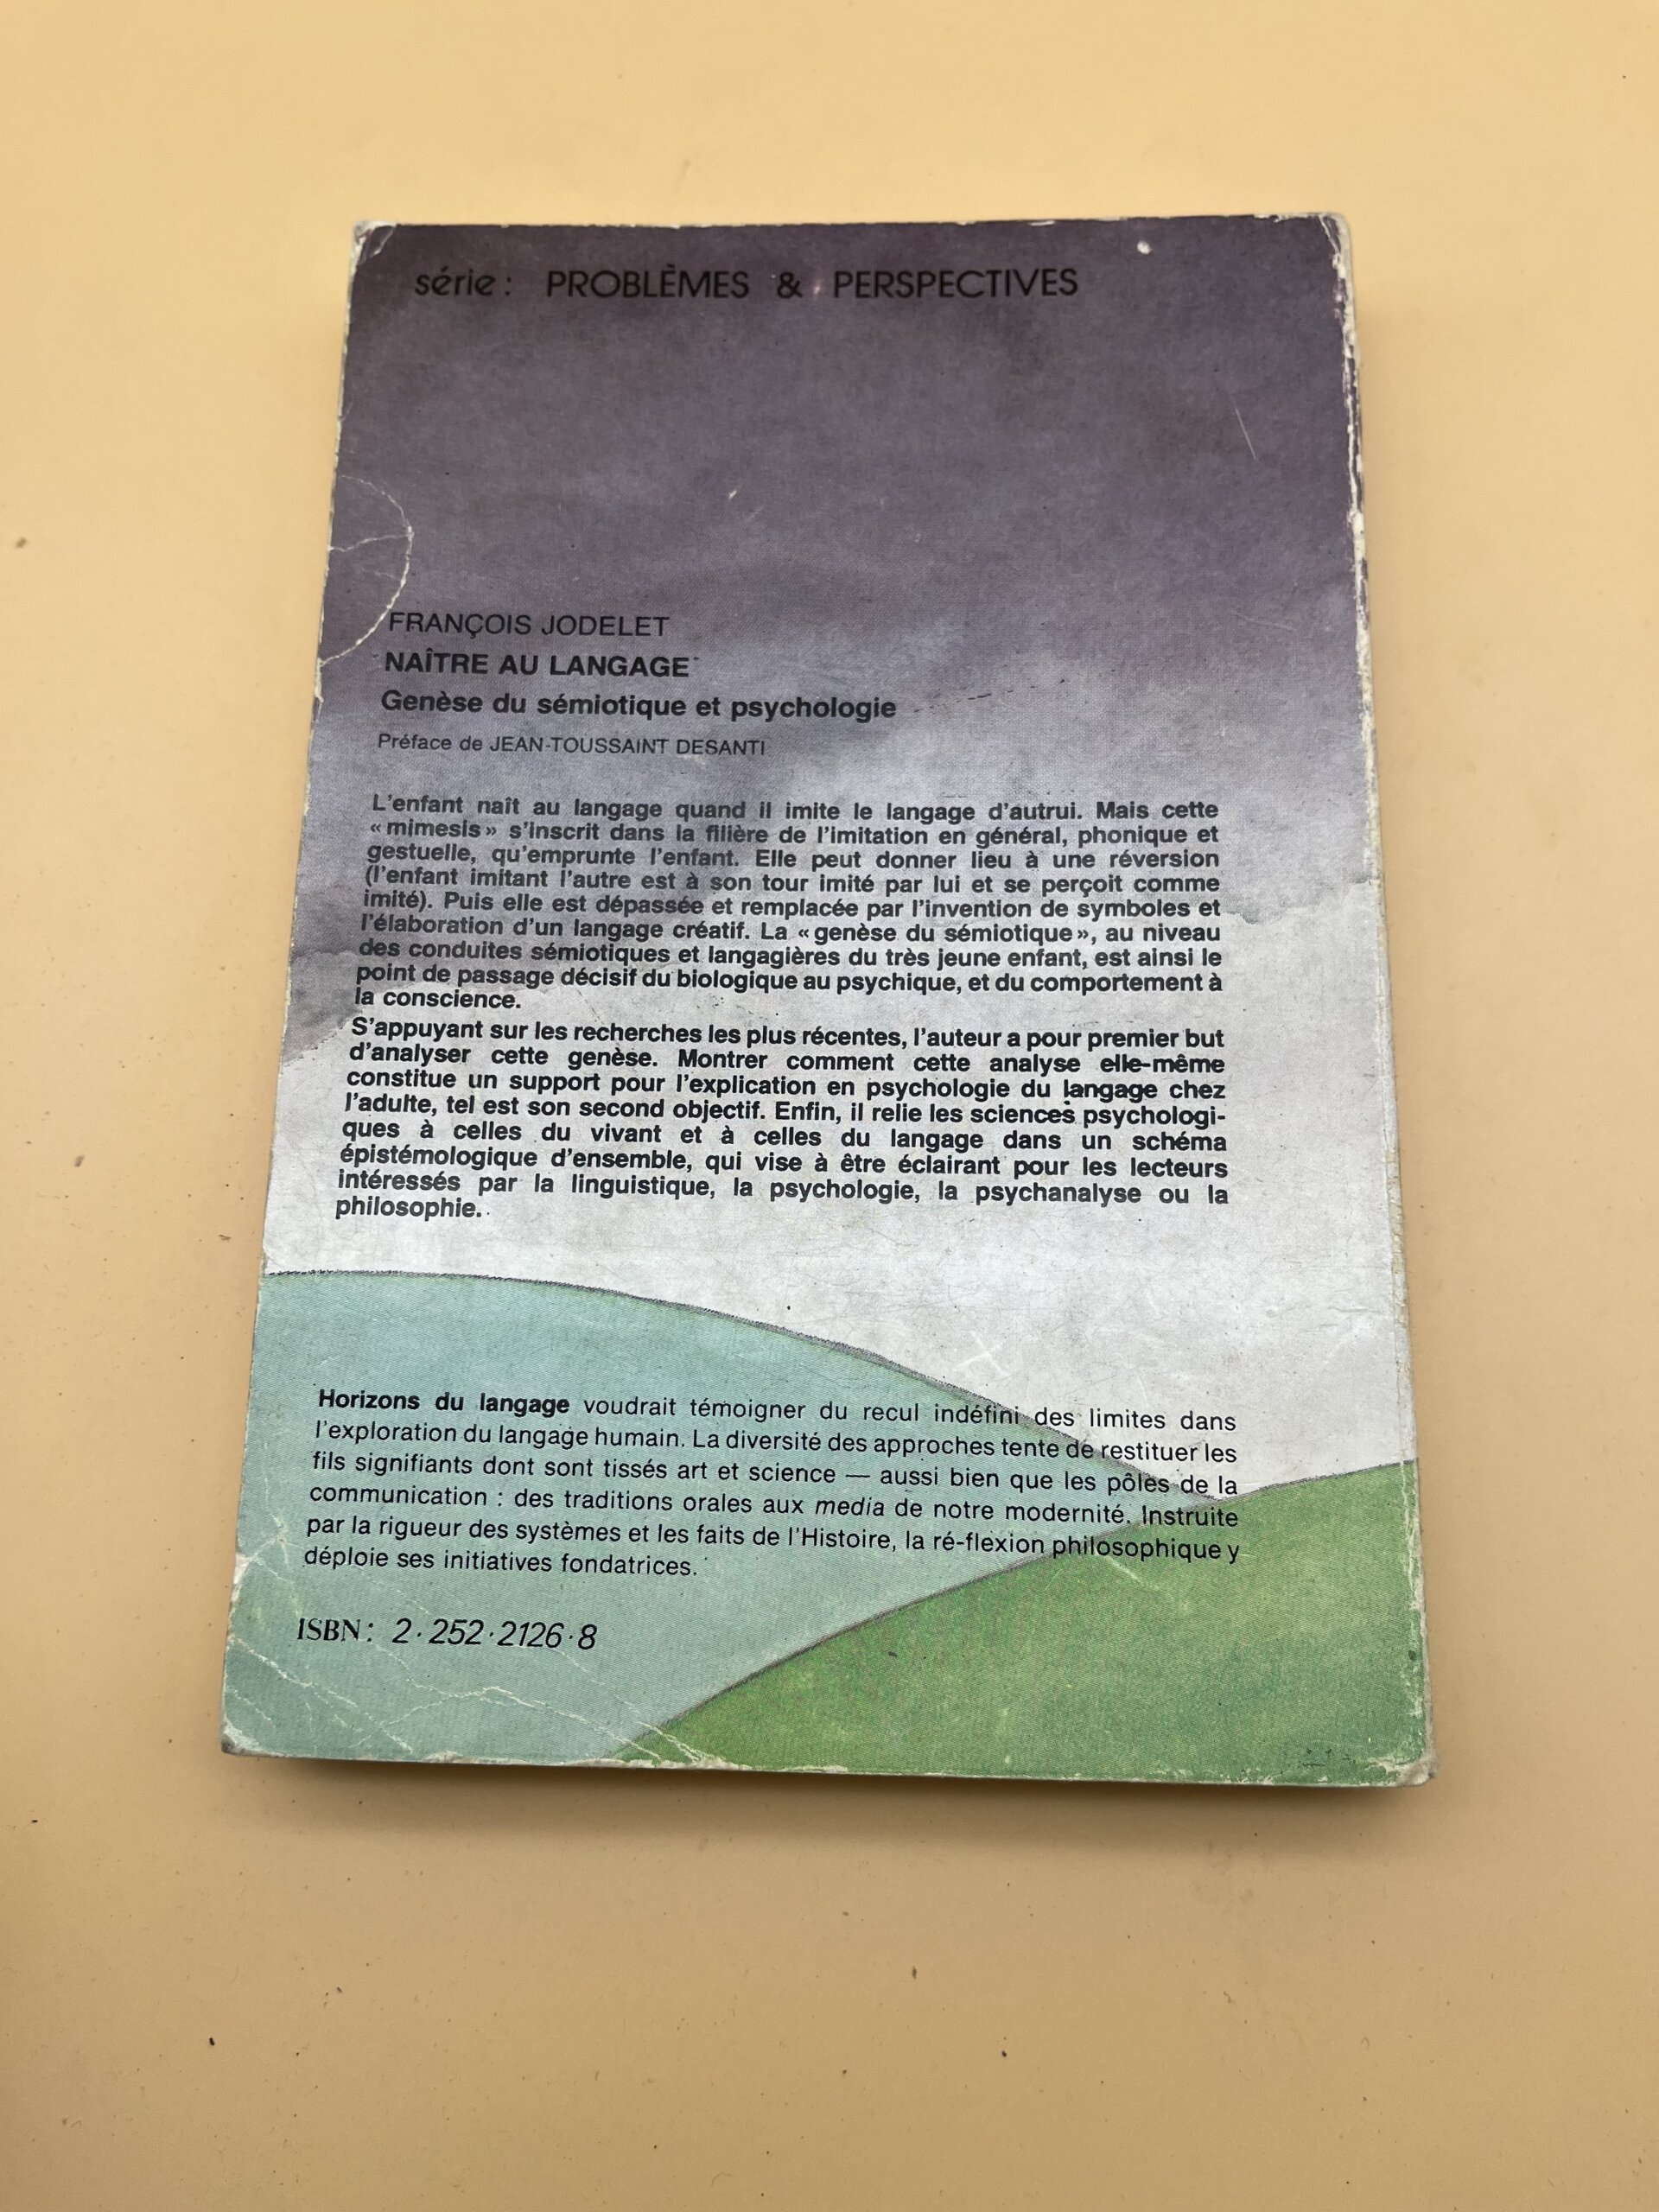 série : PROBLÈMES & PERSPECTIVES
FRANÇOIS JODELET
NAÎTRE AU LANGAGE
Genèse du sémiotique et psychologie
Préface de JEAN-TOUSSAINT DESANTI
L'enfant naît au langage quand il imite le langage d'autrui. Mais cette
« mimesis » s'inscrit dans la filière de l'imitation en général, phonique et
gestuelle, qu'emprunte l'enfant. Elle peut donner lieu à une réversion
(l'enfant imitant l'autre est à son tour imité par lui et se perçoit comme
imité). Puis elle est dépassée et remplacée par l'invention de symboles et
l'élaboration d'un langage créatif. La « genèse du sémiotique », au niveau
des conduites sémiotiques et langagières du très jeune enfant, est ainsi le
point de passage décisif du biologique au psychique, et du comportement à
la conscience.
S'appuyant sur les recherches les plus récentes, l'auteur a pour premier but
d'analyser cette genèse. Montrer comment cette analyse elle-même
constitue un support pour l'explication en psychologie du langage chez
l'adulte, tel est son second objectif. Enfin, il relie les sciences psychologi-
ques à celles du vivant et à celles du langage dans un schéma
épistémologique d'ensemble, qui vise à être éclairant pour les lecteurs
intéressés par la linguistique, la psychologie, la psychanalyse ou la
philosophie.
Horizons du langage voudrait témoigner du recul indéfini des limites dans
l'exploration du langage humain. La diversité des approches tente de restituer les
fils signifiants dont sont tissés art et science — aussi bien que les pôles de la
communication : des traditions orales aux media de notre modernité. Instruite
par la rigueur des systèmes et les faits de l'Histoire, la ré-flexion philosophique y
déploie ses initiatives fondatrices.
ISBN : 2·252·2126·8